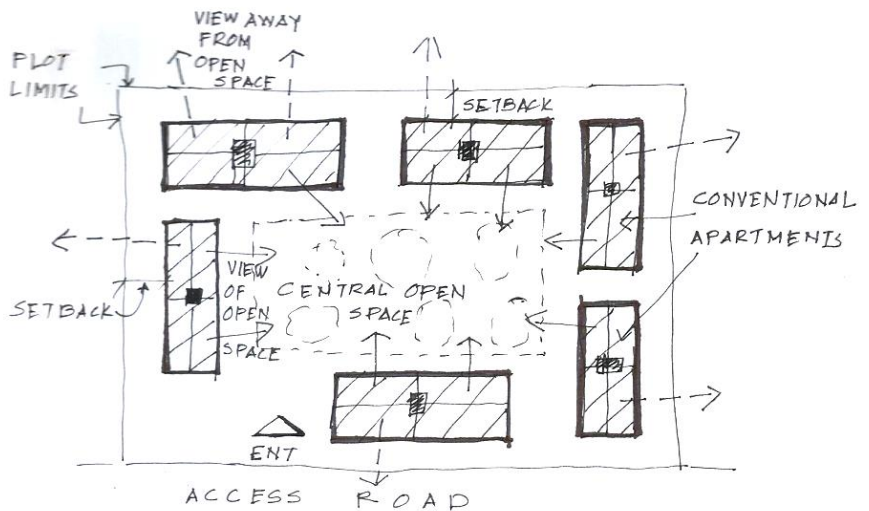 VIEW AWAY
FROM
OPEN
SPACE
PLOT
LIMITS
SETBACK
CONVENTIONAL
APARTMENTS
VIEW
OF
OPEN
SPACE
CENTRAL OPEN
SPACE
SETBACK
ENT
ACCESS ROAD